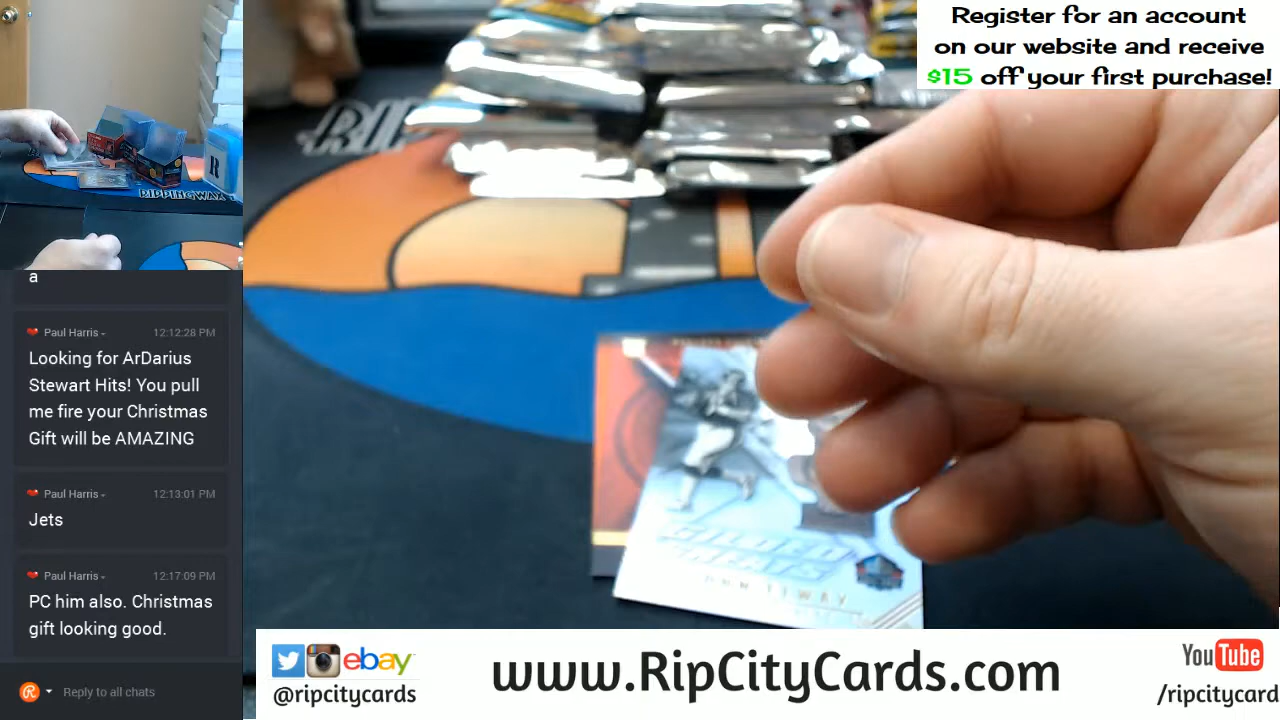 Register for an account
on our website and receive
$15 off your first purchase!
R
RIPPINGWAX
a
Paul Harris
12:12:28 PM
Looking for ArDarius
Stewart Hits! You pull
me fire your Christmas
Gift will be AMAZING
Paul Harris
12:13:01 PM
Jets
Paul Harris
12:17:09 PM
PC him also. Christmas
gift looking good.
Reply to all chats
ebay
@ripcitycards
www.RipCityCards.com
YouTube
/ripcitycard